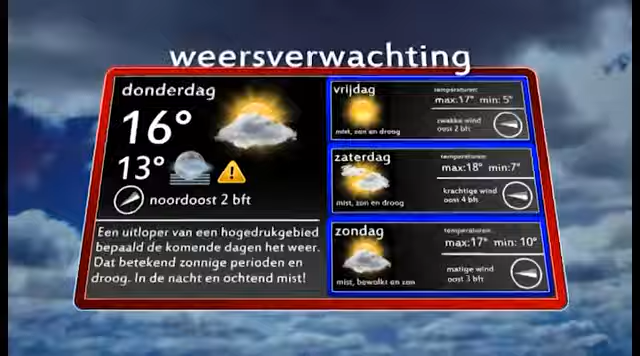 weersverwachting
donderdag
16°
13°
noordoost 2 bft
Een uitloper van een hogedrukgebied
bepaald de komende dagen het weer.
Dat betekend zonnige perioden en
droog. In de nacht en ochtend mist!
vrijdag
temperaturen:
max:17° min: 5°
zwakke wind
oost 2 bft
mist, zon en droog
zaterdag
temperaturen:
max:18° min:7°
krachtige wind
oost 4 bft
mist, zon en droog
zondag
temperaturen:
max:17° min: 10°
matige wind
oost 3 bft
mist, bewolkt en zon